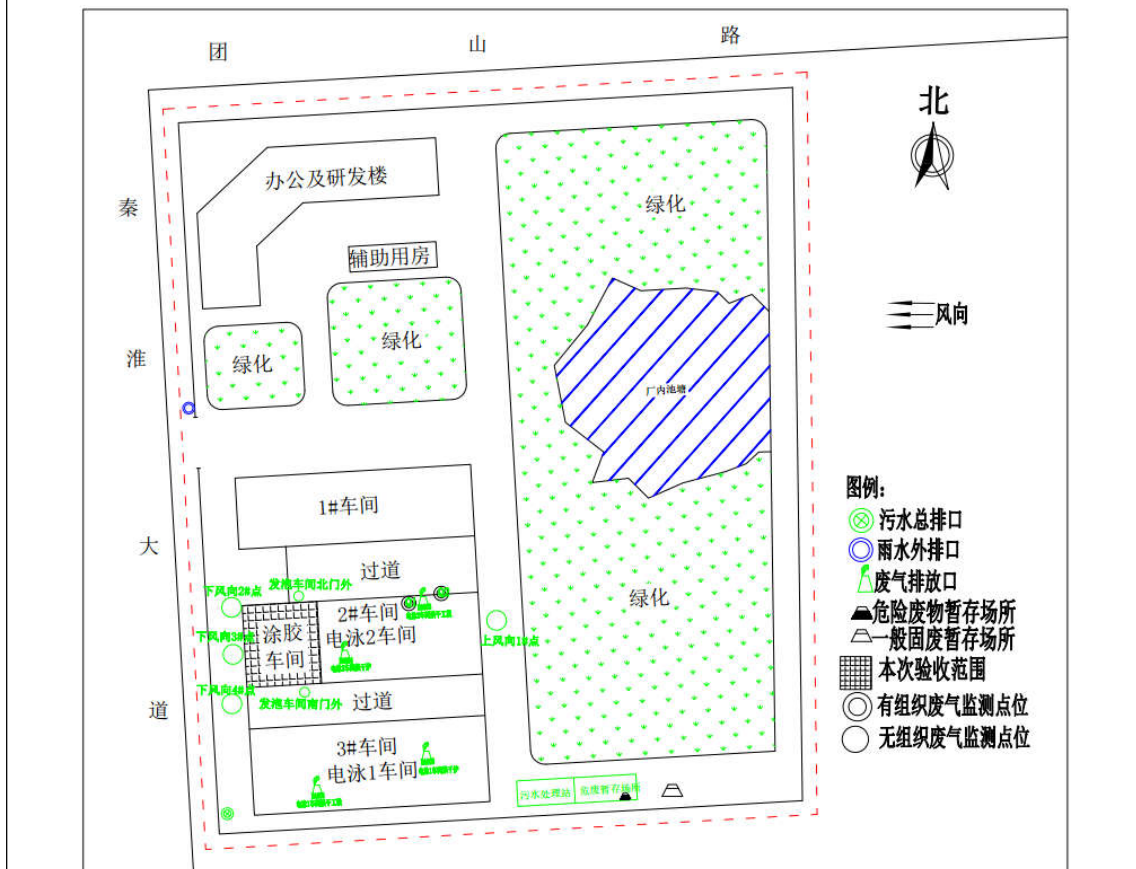 团山路
北
秦淮大道
办公及研发楼
绿化
辅助用房
绿化
绿化
风向
厂内池塘
1#车间
过道
发泡车间北门外
下风向2#点
2#车间
电泳2车间
涂胶
车间
下风向3#点
上风向1#点
绿化
下风向4#点
发泡车间南门外
过道
3#车间
电泳1车间
污水处理站
危废暂存场所
图例:
污水总排口
雨水外排口
废气排放口
危险废物暂存场所
一般固废暂存场所
本次验收范围
有组织废气监测点位
无组织废气监测点位